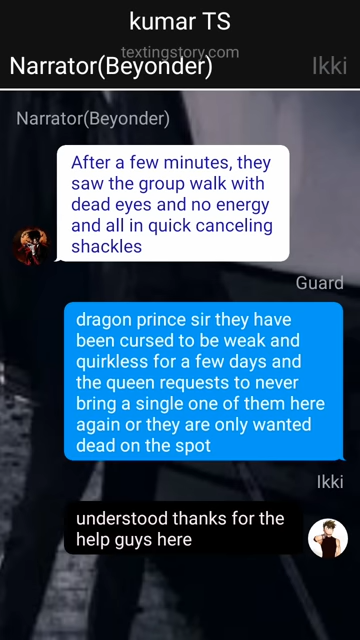 kumar TS
textingstory.com
Narrator(Beyonder)
Ikki
Narrator(Beyonder)
After a few minutes, they
saw the group walk with
dead eyes and no energy
and all in quick canceling
shackles
Guard
dragon prince sir they have
been cursed to be weak and
quirkless for a few days and
the queen requests to never
bring a single one of them here
again or they are only wanted
dead on the spot
Ikki
understood thanks for the
help guys here